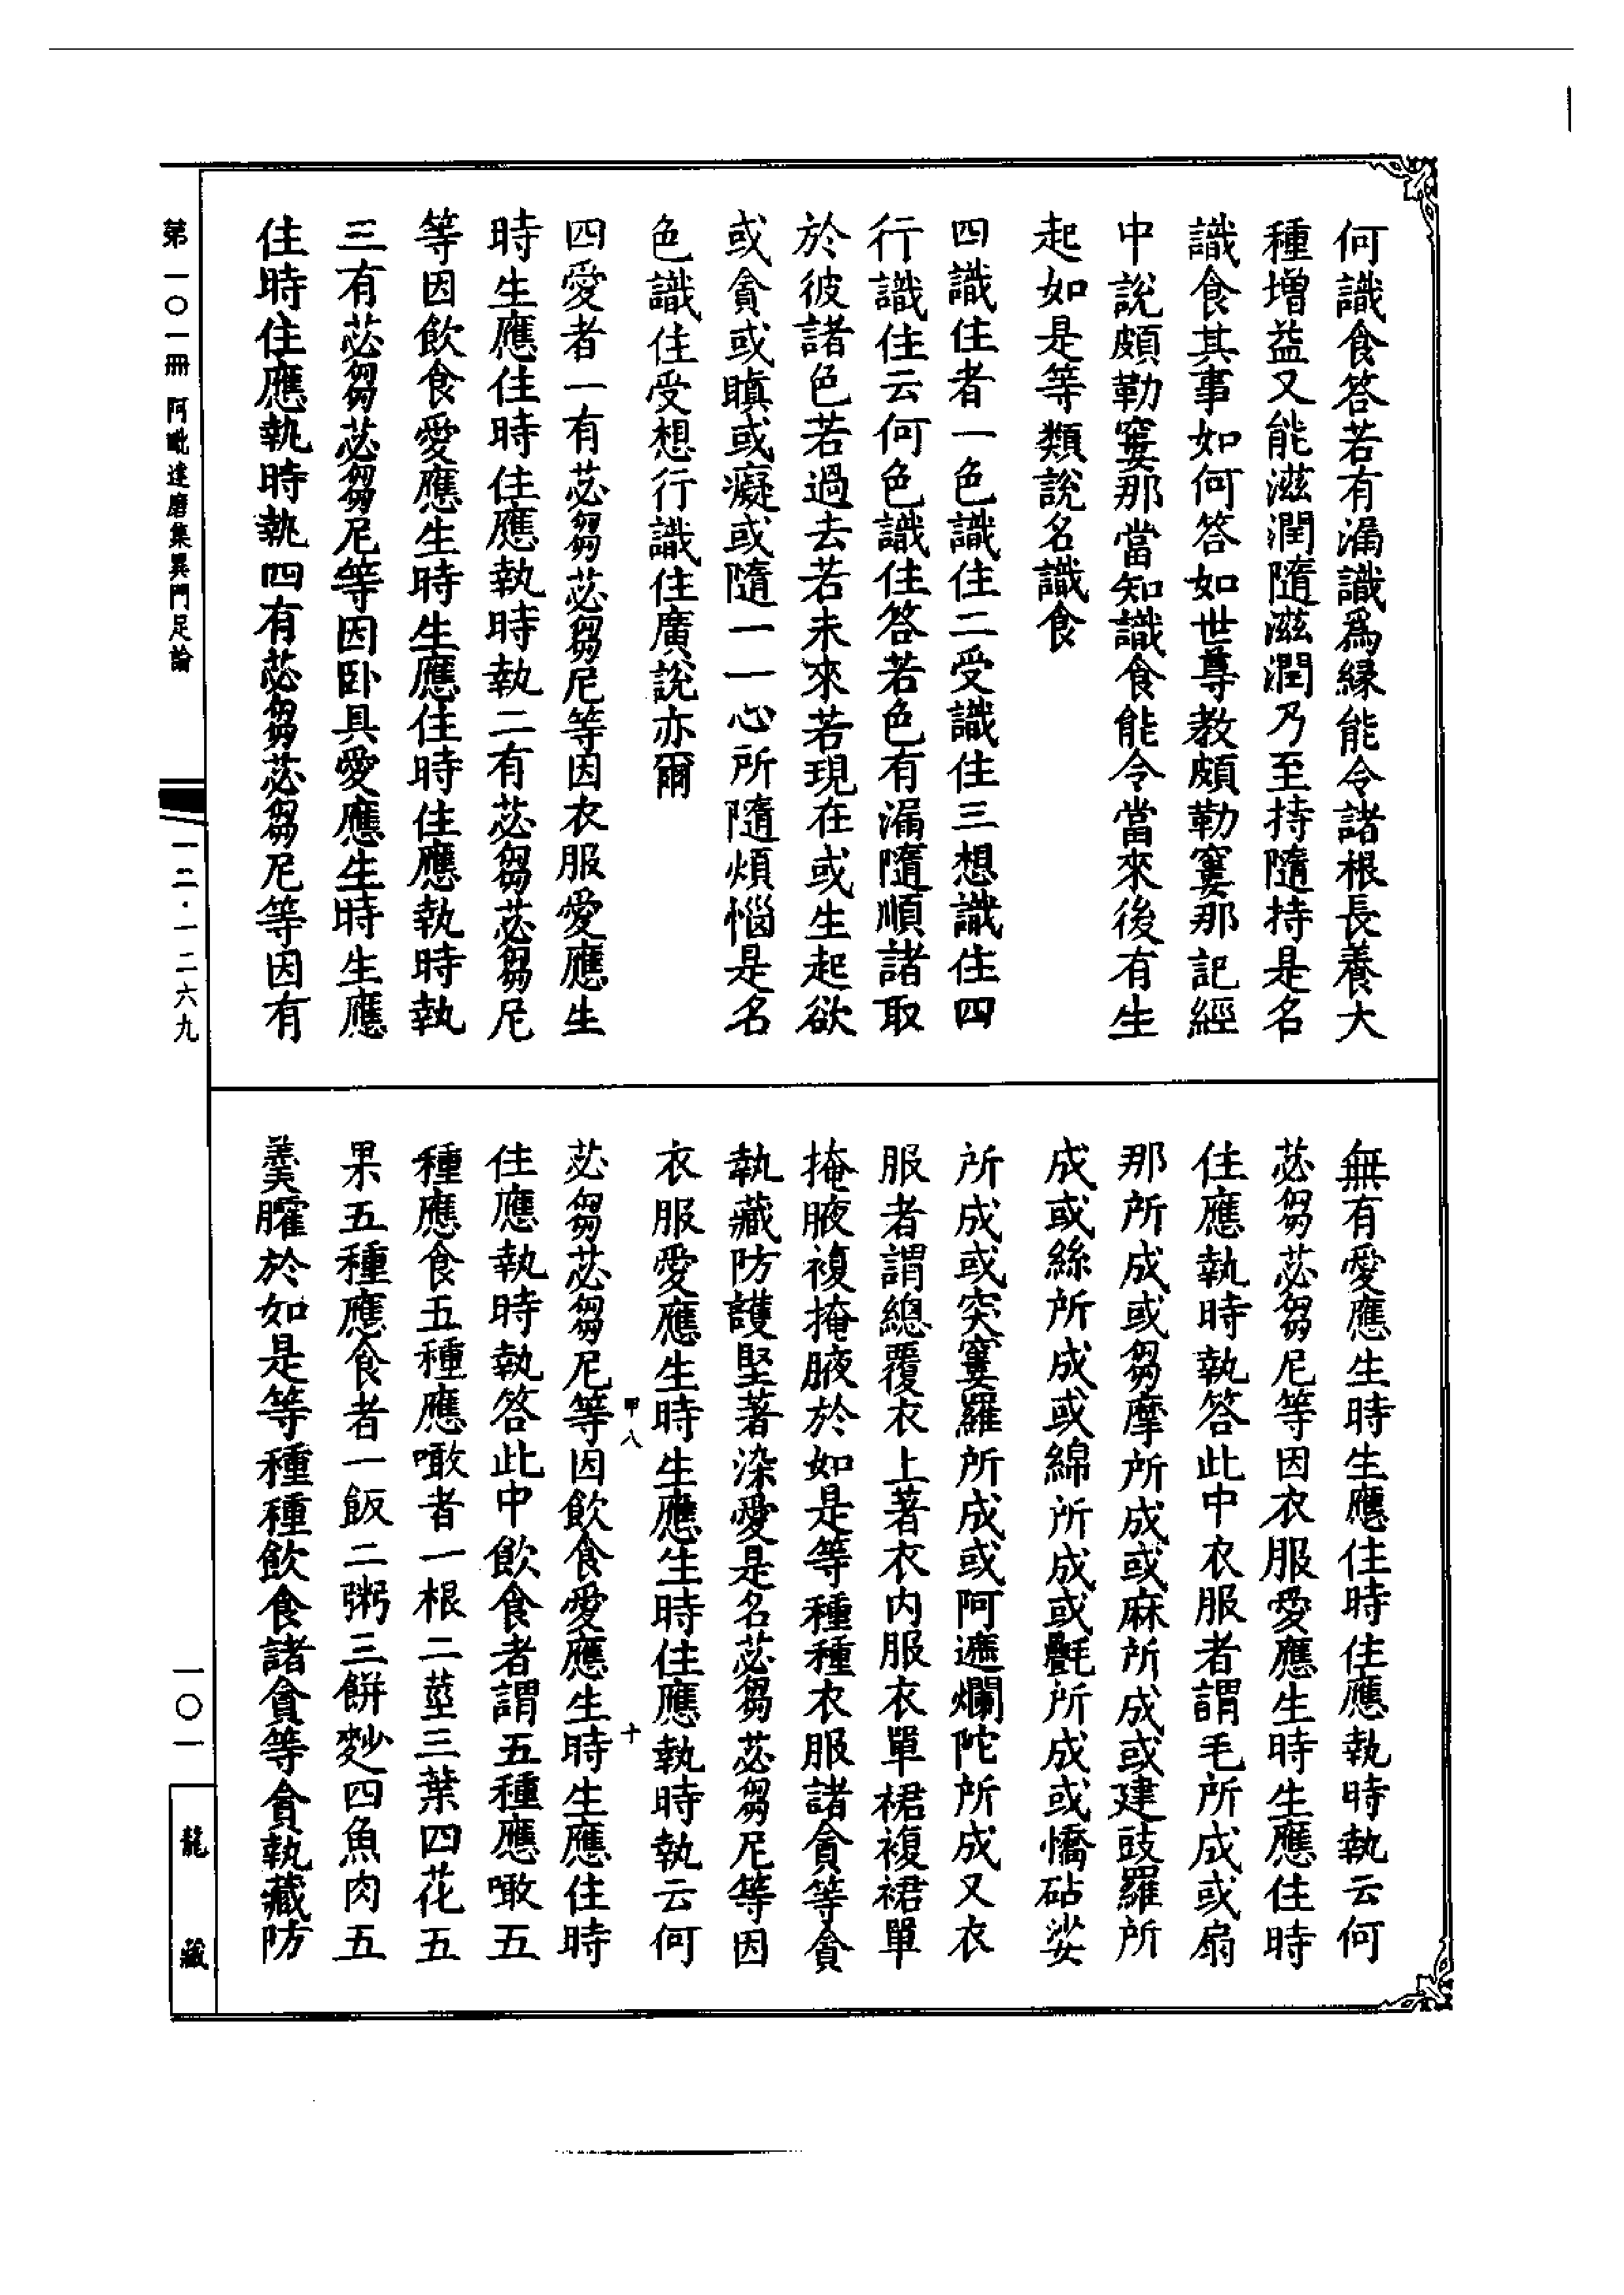 何識食答若有漏識爲緣能令諸根長養大
種增益又能滋潤隨滋潤乃至持隨持是名
識食其事如何答如世尊教頗勒窶那記經
中說頗勒窶那當知識食能令當來後有生
起如是等類說名識食
四識住者一色識住二受識住三想識住四
行識住云何色識住答若色有漏隨順諸取
於彼諸色若過去若未來若現在或生起欲
或貪或瞋或癡或隨一一心所隨煩惱是名
色識住受想行識住廣說亦爾
四愛者一有苾芻苾芻尼等因衣服愛應生
時生應住時住應執時執二有苾芻苾芻尼
等因飲食愛應生時生應住時住應執時執
三有苾芻苾芻尼等因卧具愛應生時生應
住時住應執時執四有苾芻苾芻尼等因有
無有愛應生時生應住時住應執時執云何
苾芻苾芻尼等因衣服愛應生時生應住時
住應執時執答此中衣服者謂毛所成或扇
那所成或芻摩所成或麻所成或建豉羅所
成或絲所成或綿所成或㲲所成或憍砧娑
所成或突窶羅所成或阿遮爛陀所成又衣
服者謂總覆衣上著衣內服衣單裙複裙單
掩腋複掩腋於如是等種種衣服諸貪等貪
執藏防護堅著染愛是名苾芻苾芻尼等因
衣服愛應生時生應生時住應執時執云何
苾芻苾芻尼等因飲食愛應生時生應住時
住應執時執答此中飲食者謂五種應噉五
種應食五種應噉者一根二莖三葉四花五
果五種應食者一飯二粥三餅麨四魚肉五
羹臛於如是等種種飲食諸貪等貪執藏防
甲八
十
第一〇一冊 阿毗達磨集異門足論
一二·一二六九
一〇一
龍藏